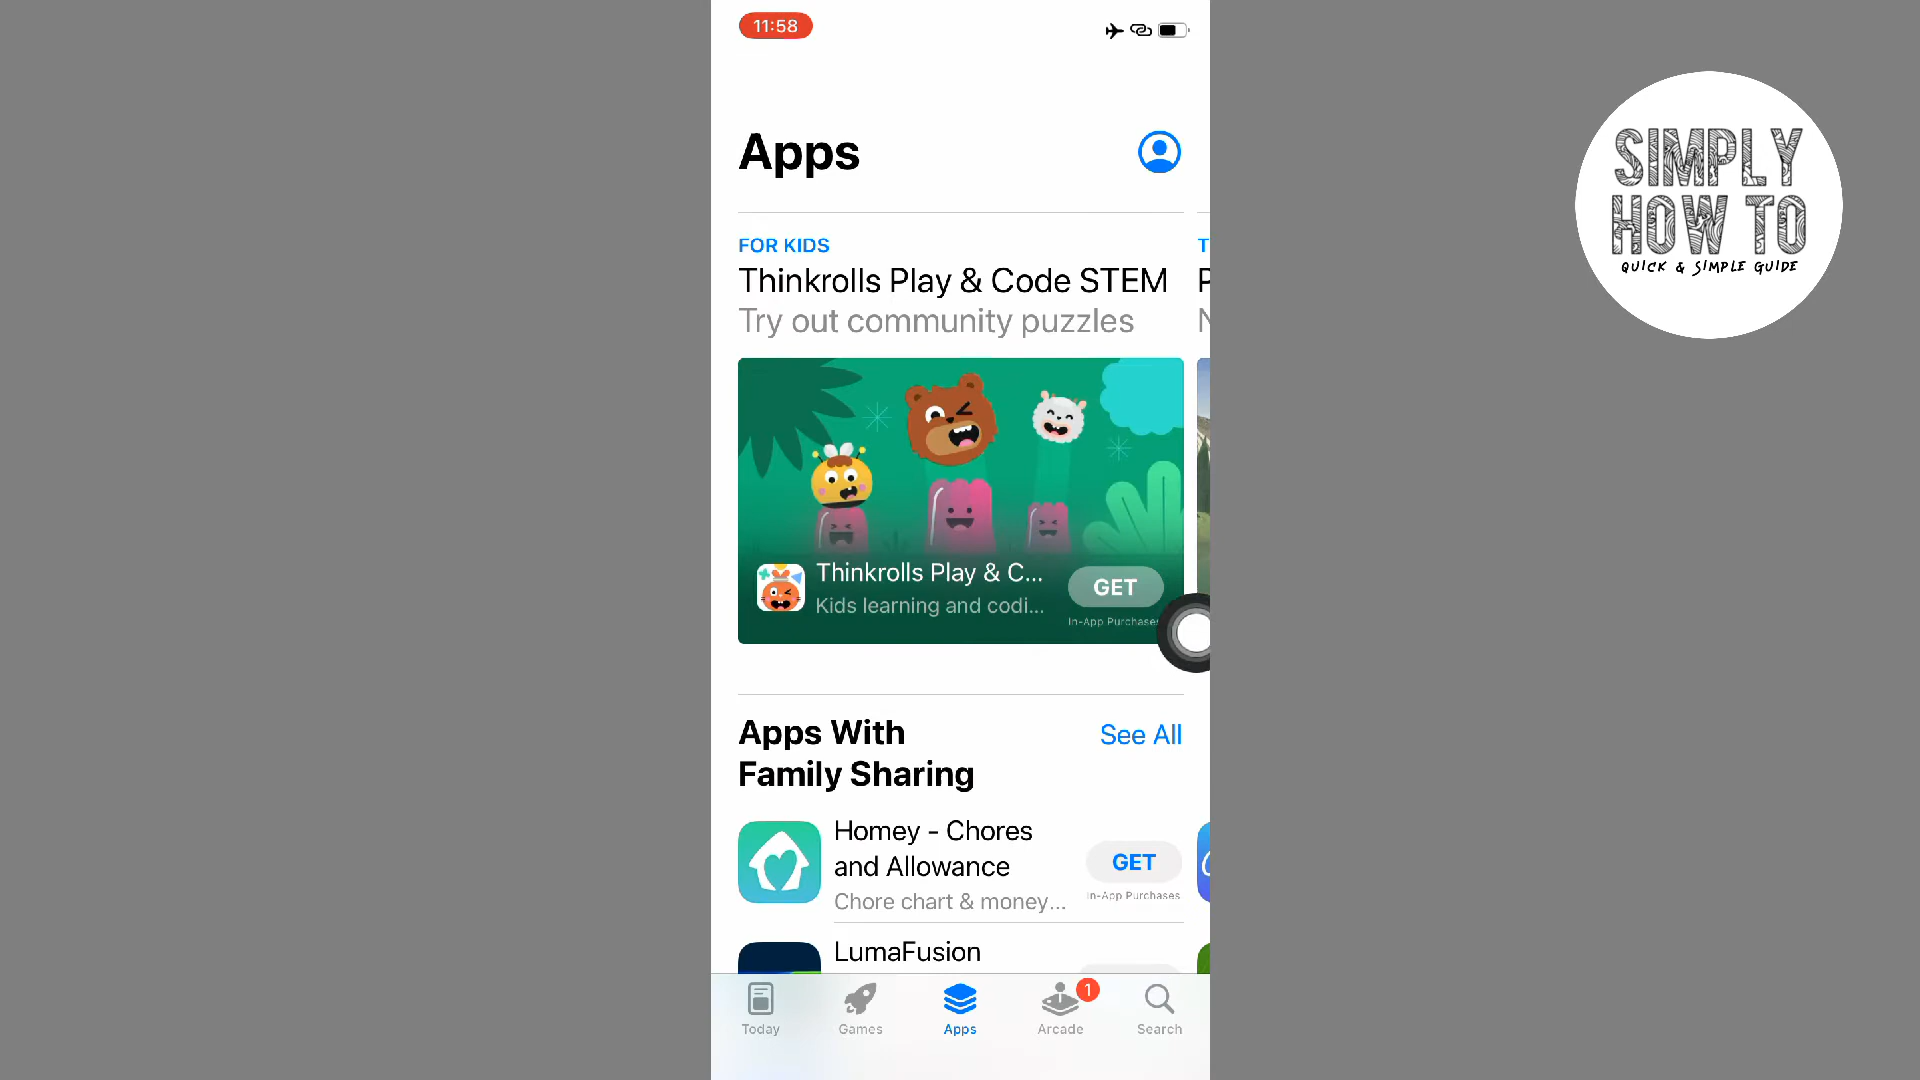 11:58
Apps
FOR KIDS
T
Thinkrolls Play & Code STEM
P
Try out community puzzles
N
Thinkrolls Play & C...
Kids learning and codi...
GET
In-App Purchases
Apps With
Family Sharing
See All
Homey - Chores
and Allowance
Chore chart & money...
GET
In-App Purchases
LumaFusion
Today
Games
Apps
1
Arcade
Search
SIMPLY
HOW TO
QUICK & SIMPLE GUIDE